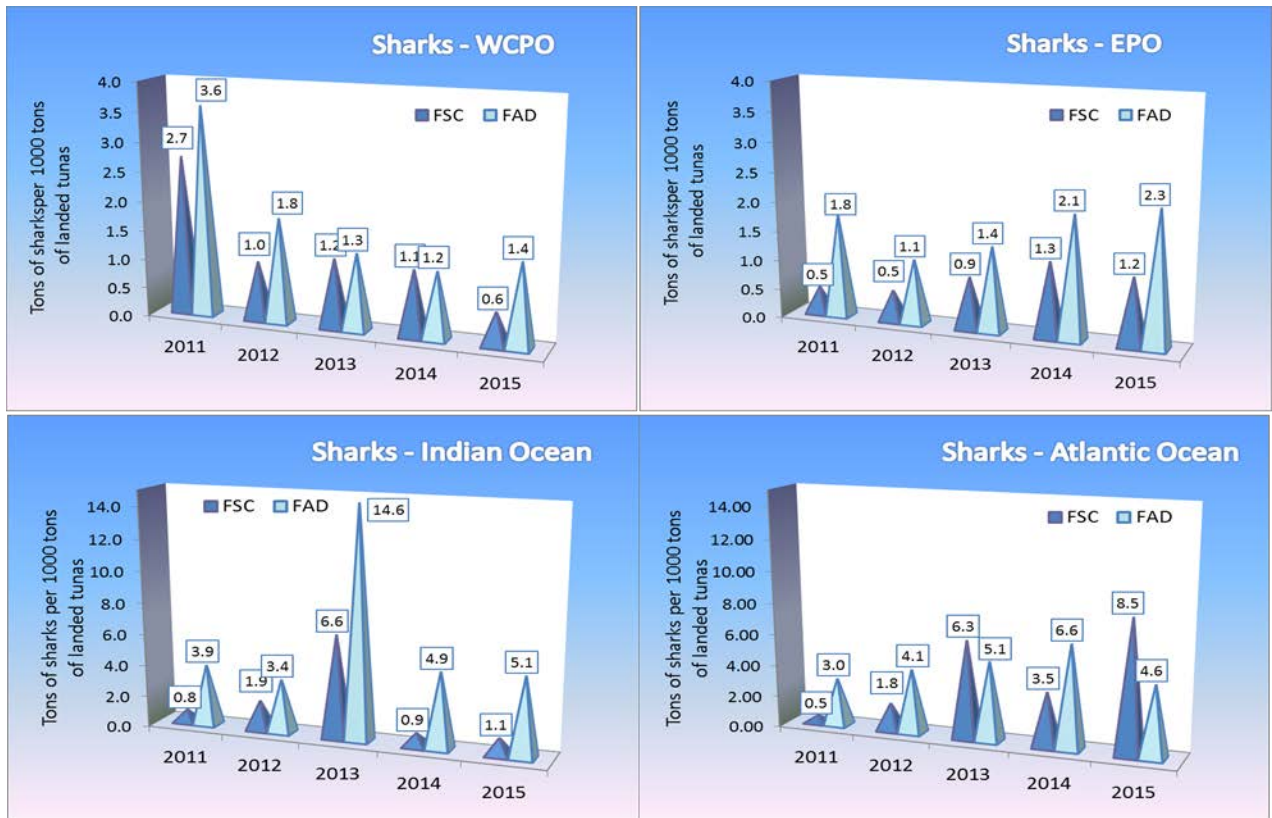 Sharks - WCPO
Tons of sharksper 1000 tons
of landed tunas
4.0
3.5
3.0
2.5
2.0
1.5
1.0
0.5
0.0
FSC FAD
2.7 3.6
1.0 1.8
1.2 1.3
1.1 1.2
0.6 1.4
2011 2012 2013 2014 2015
Sharks - EPO
Tons of sharksper 1000 tons
of landed tunas
4.0
3.5
3.0
2.5
2.0
1.5
1.0
0.5
0.0
FSC FAD
0.5 1.8
0.5 1.1
0.9 1.4
1.3 2.1
1.2 2.3
2011 2012 2013 2014 2015
Sharks - Indian Ocean
Tons of sharks per 1000 tons
of landed tunas
14.0
12.0
10.0
8.0
6.0
4.0
2.0
0.0
FSC FAD
0.8 3.9
1.9 3.4
6.6 14.6
0.9 4.9
1.1 5.1
2011 2012 2013 2014 2015
Sharks - Atlantic Ocean
Tons of sharks per 1000 tons
of landed tunas
14.00
12.00
10.00
8.00
6.00
4.00
2.00
0.00
FSC FAD
0.5 3.0
1.8 4.1
6.3 5.1
3.5 6.6
8.5 4.6
2011 2012 2013 2014 2015